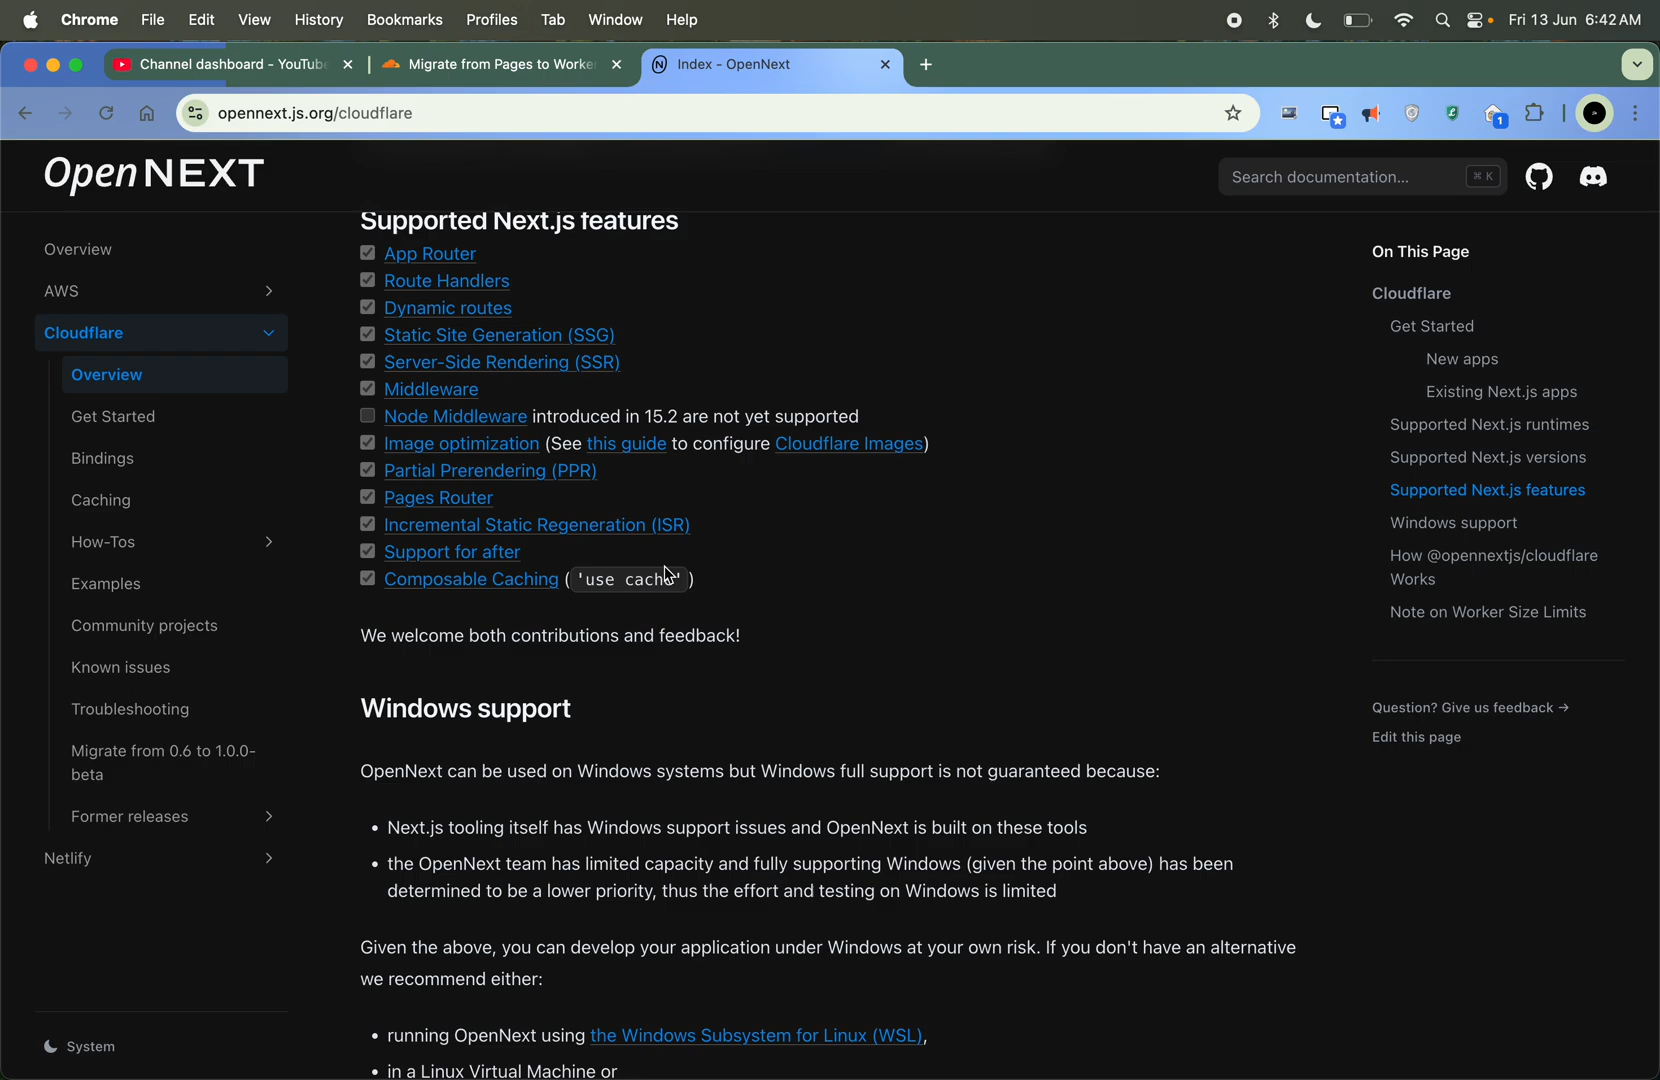 Chrome File Edit View History Bookmarks Profiles Tab Window Help Fri 13 Jun 6:42 AM
Channel dashboard - YouTube Migrate from Pages to Worke Index - OpenNext
opennext.js.org/cloudflare
Open NEXT
Search documentation... ⌘ K
Overview
AWS
Cloudflare
Overview
Get Started
Bindings
Caching
How-Tos
Examples
Community projects
Known issues
Troubleshooting
Migrate from 0.6 to 1.0.0-
beta
Former releases
Netlify
System
Supported Next.js features
App Router
Route Handlers
Dynamic routes
Static Site Generation (SSG)
Server-Side Rendering (SSR)
Middleware
Node Middleware introduced in 15.2 are not yet supported
Image optimization (See this guide to configure Cloudflare Images)
Partial Prerendering (PPR)
Pages Router
Incremental Static Regeneration (ISR)
Support for after
Composable Caching ('use cache')
We welcome both contributions and feedback!
Windows support
OpenNext can be used on Windows systems but Windows full support is not guaranteed because:
• Next.js tooling itself has Windows support issues and OpenNext is built on these tools
• the OpenNext team has limited capacity and fully supporting Windows (given the point above) has been
determined to be a lower priority, thus the effort and testing on Windows is limited
Given the above, you can develop your application under Windows at your own risk. If you don't have an alternative
we recommend either:
• running OpenNext using the Windows Subsystem for Linux (WSL),
• in a Linux Virtual Machine or
On This Page
Cloudflare
Get Started
New apps
Existing Next.js apps
Supported Next.js runtimes
Supported Next.js versions
Supported Next.js features
Windows support
How @opennextjs/cloudflare
Works
Note on Worker Size Limits
Question? Give us feedback →
Edit this page